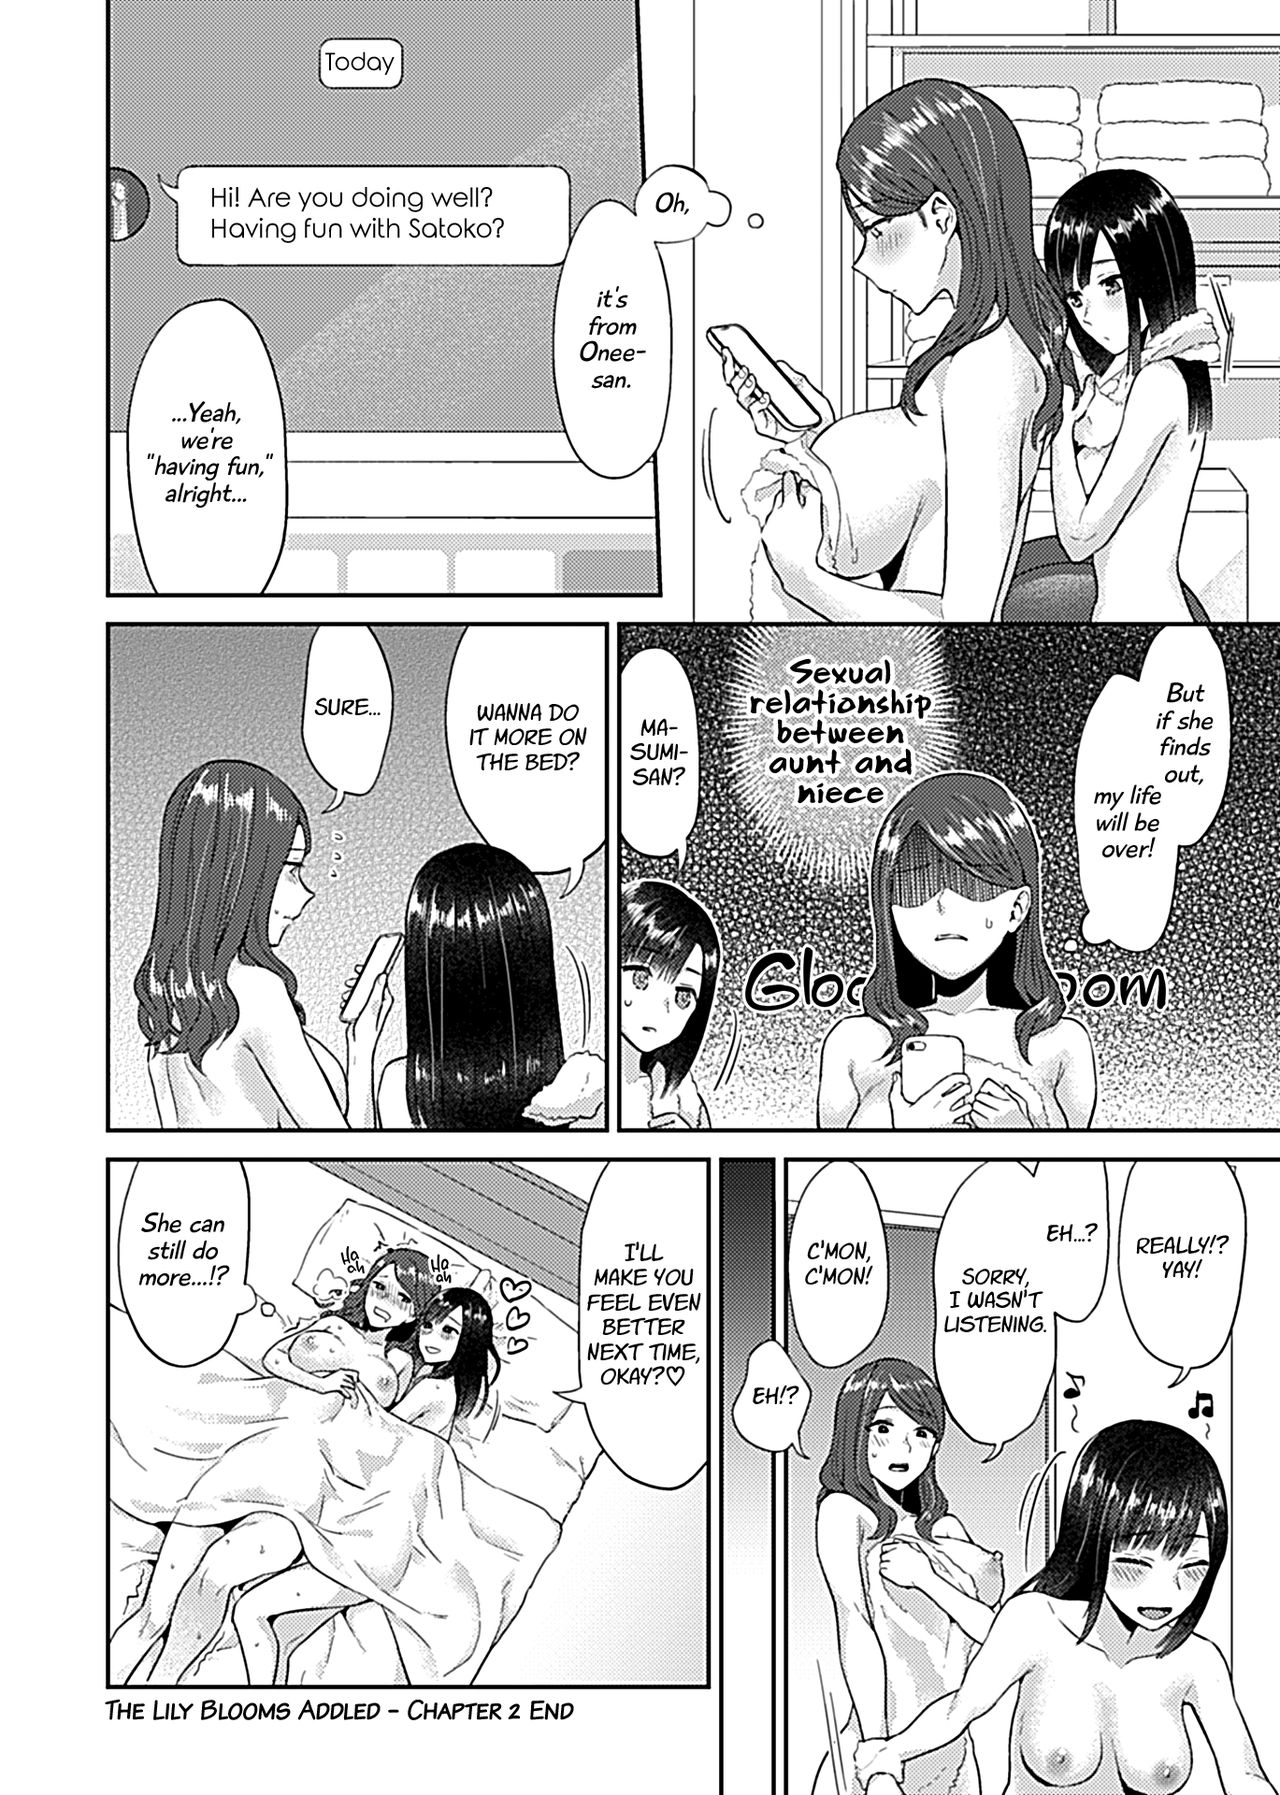 Oh,
it's
from
Onee-
san.
Today
Hi! Are you doing well?
Having fun with Satoko?
...Yeah,
we're
"having fun,"
alright...
But
if she
finds
out,
my life
will be
over!
Sexual
relationship
between
aunt and
niece
MA-
SUMI-
SAN?
WANNA DO
IT MORE ON
THE BED?
SURE...
REALLY!?
YAY!
EH...?
SORRY,
I WASN'T
LISTENING.
C'MON,
C'MON!
EH!?
I'LL
MAKE YOU
FEEL EVEN
BETTER
NEXT TIME,
OKAY?♡
Ha
ah
Ha
ah
She can
still do
more...!?
THE LILY BLOOMS ADDLED - CHAPTER 2 END